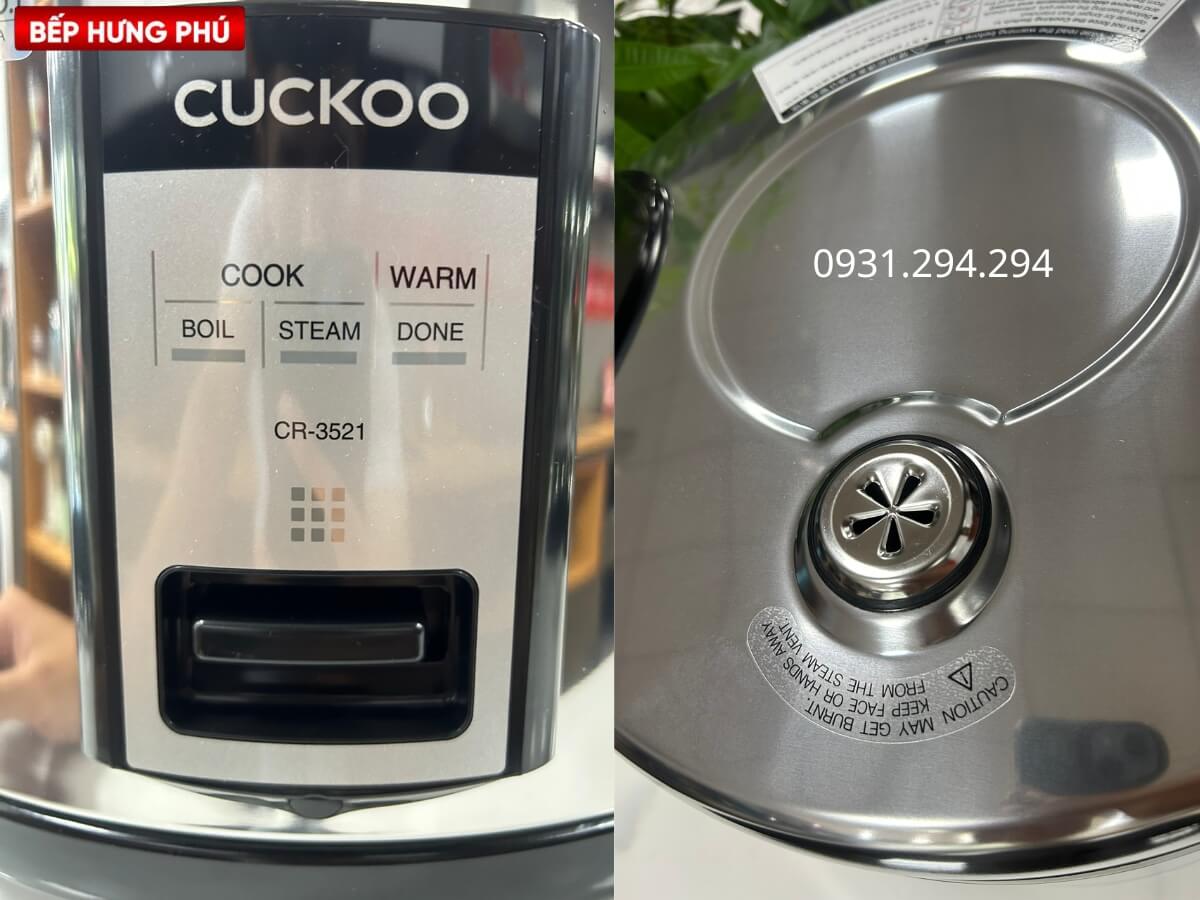 BẾP HƯNG PHÚ
CUCKOO
COOK WARM
BOIL STEAM DONE
CR-3521
0931.294.294
CAUTION MAY GET BURNT.
KEEP FACE OR HANDS AWAY
FROM THE STEAM VENT.